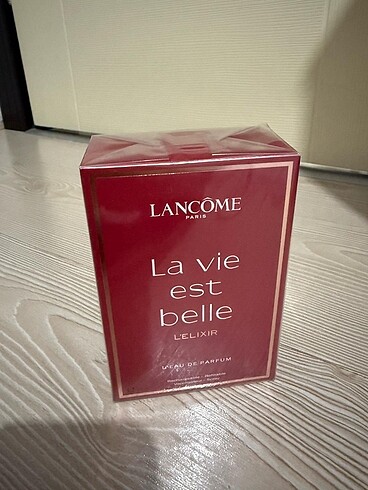 LANCÔME
PARIS
La vie
est
belle
L'ELIXIR
L'EAU DE PARFUM